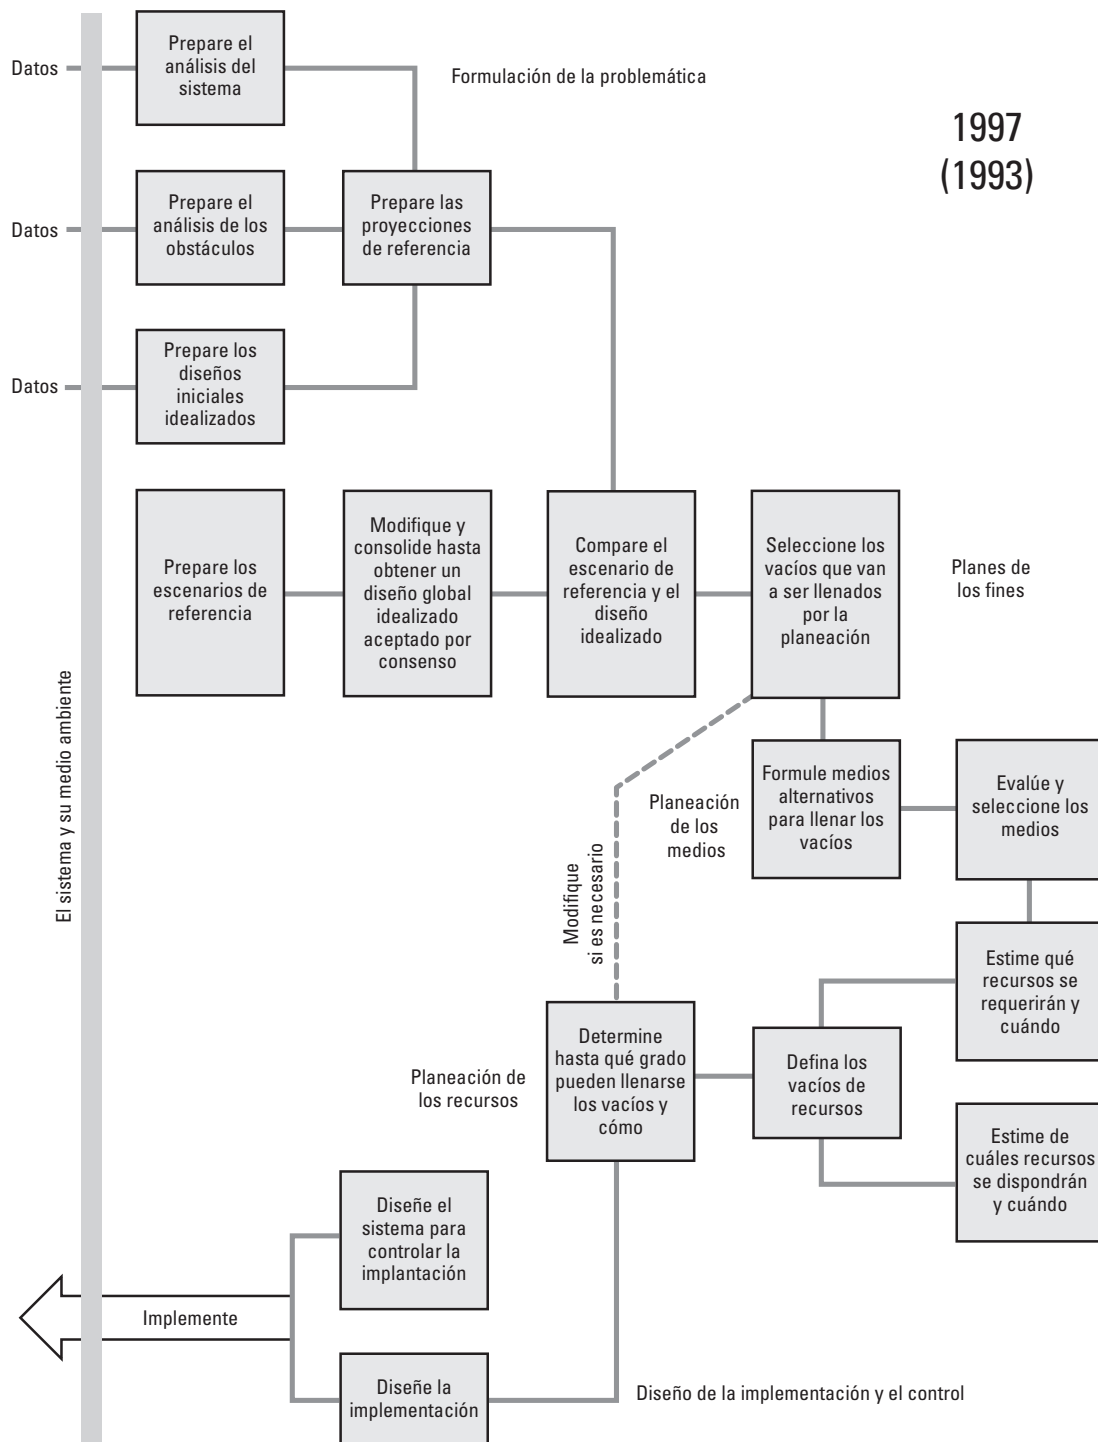 Datos
Prepare el
análisis del
sistema
Formulación de la problemática
1997
(1993)
Datos
Prepare el
análisis de los
obstáculos
Prepare las
proyecciones
de referencia
Datos
Prepare los
diseños
iniciales
idealizados
Prepare los
escenarios de
referencia
Modifique y
consolide hasta
obtener un
diseño global
idealizado
aceptado por
consenso
Compare el
escenario de
referencia y el
diseño
idealizado
Seleccione los
vacíos que van
a ser llenados
por la
planeación
Planes de
los fines
El sistema y su medio ambiente
Planeación
de los
medios
Formule medios
alternativos
para llenar los
vacíos
Evalúe y
seleccione los
medios
Modifique
si es necesario
Estime qué
recursos se
requerirán y
cuándo
Planeación de
los recursos
Determine
hasta qué grado
pueden llenarse
los vacíos y
cómo
Defina los
vacíos de
recursos
Estime de
cuáles recursos
se dispondrán
y cuándo
Diseñe el
sistema para
controlar la
implantación
Implemente
Diseñe la
implementación
Diseño de la implementación y el control